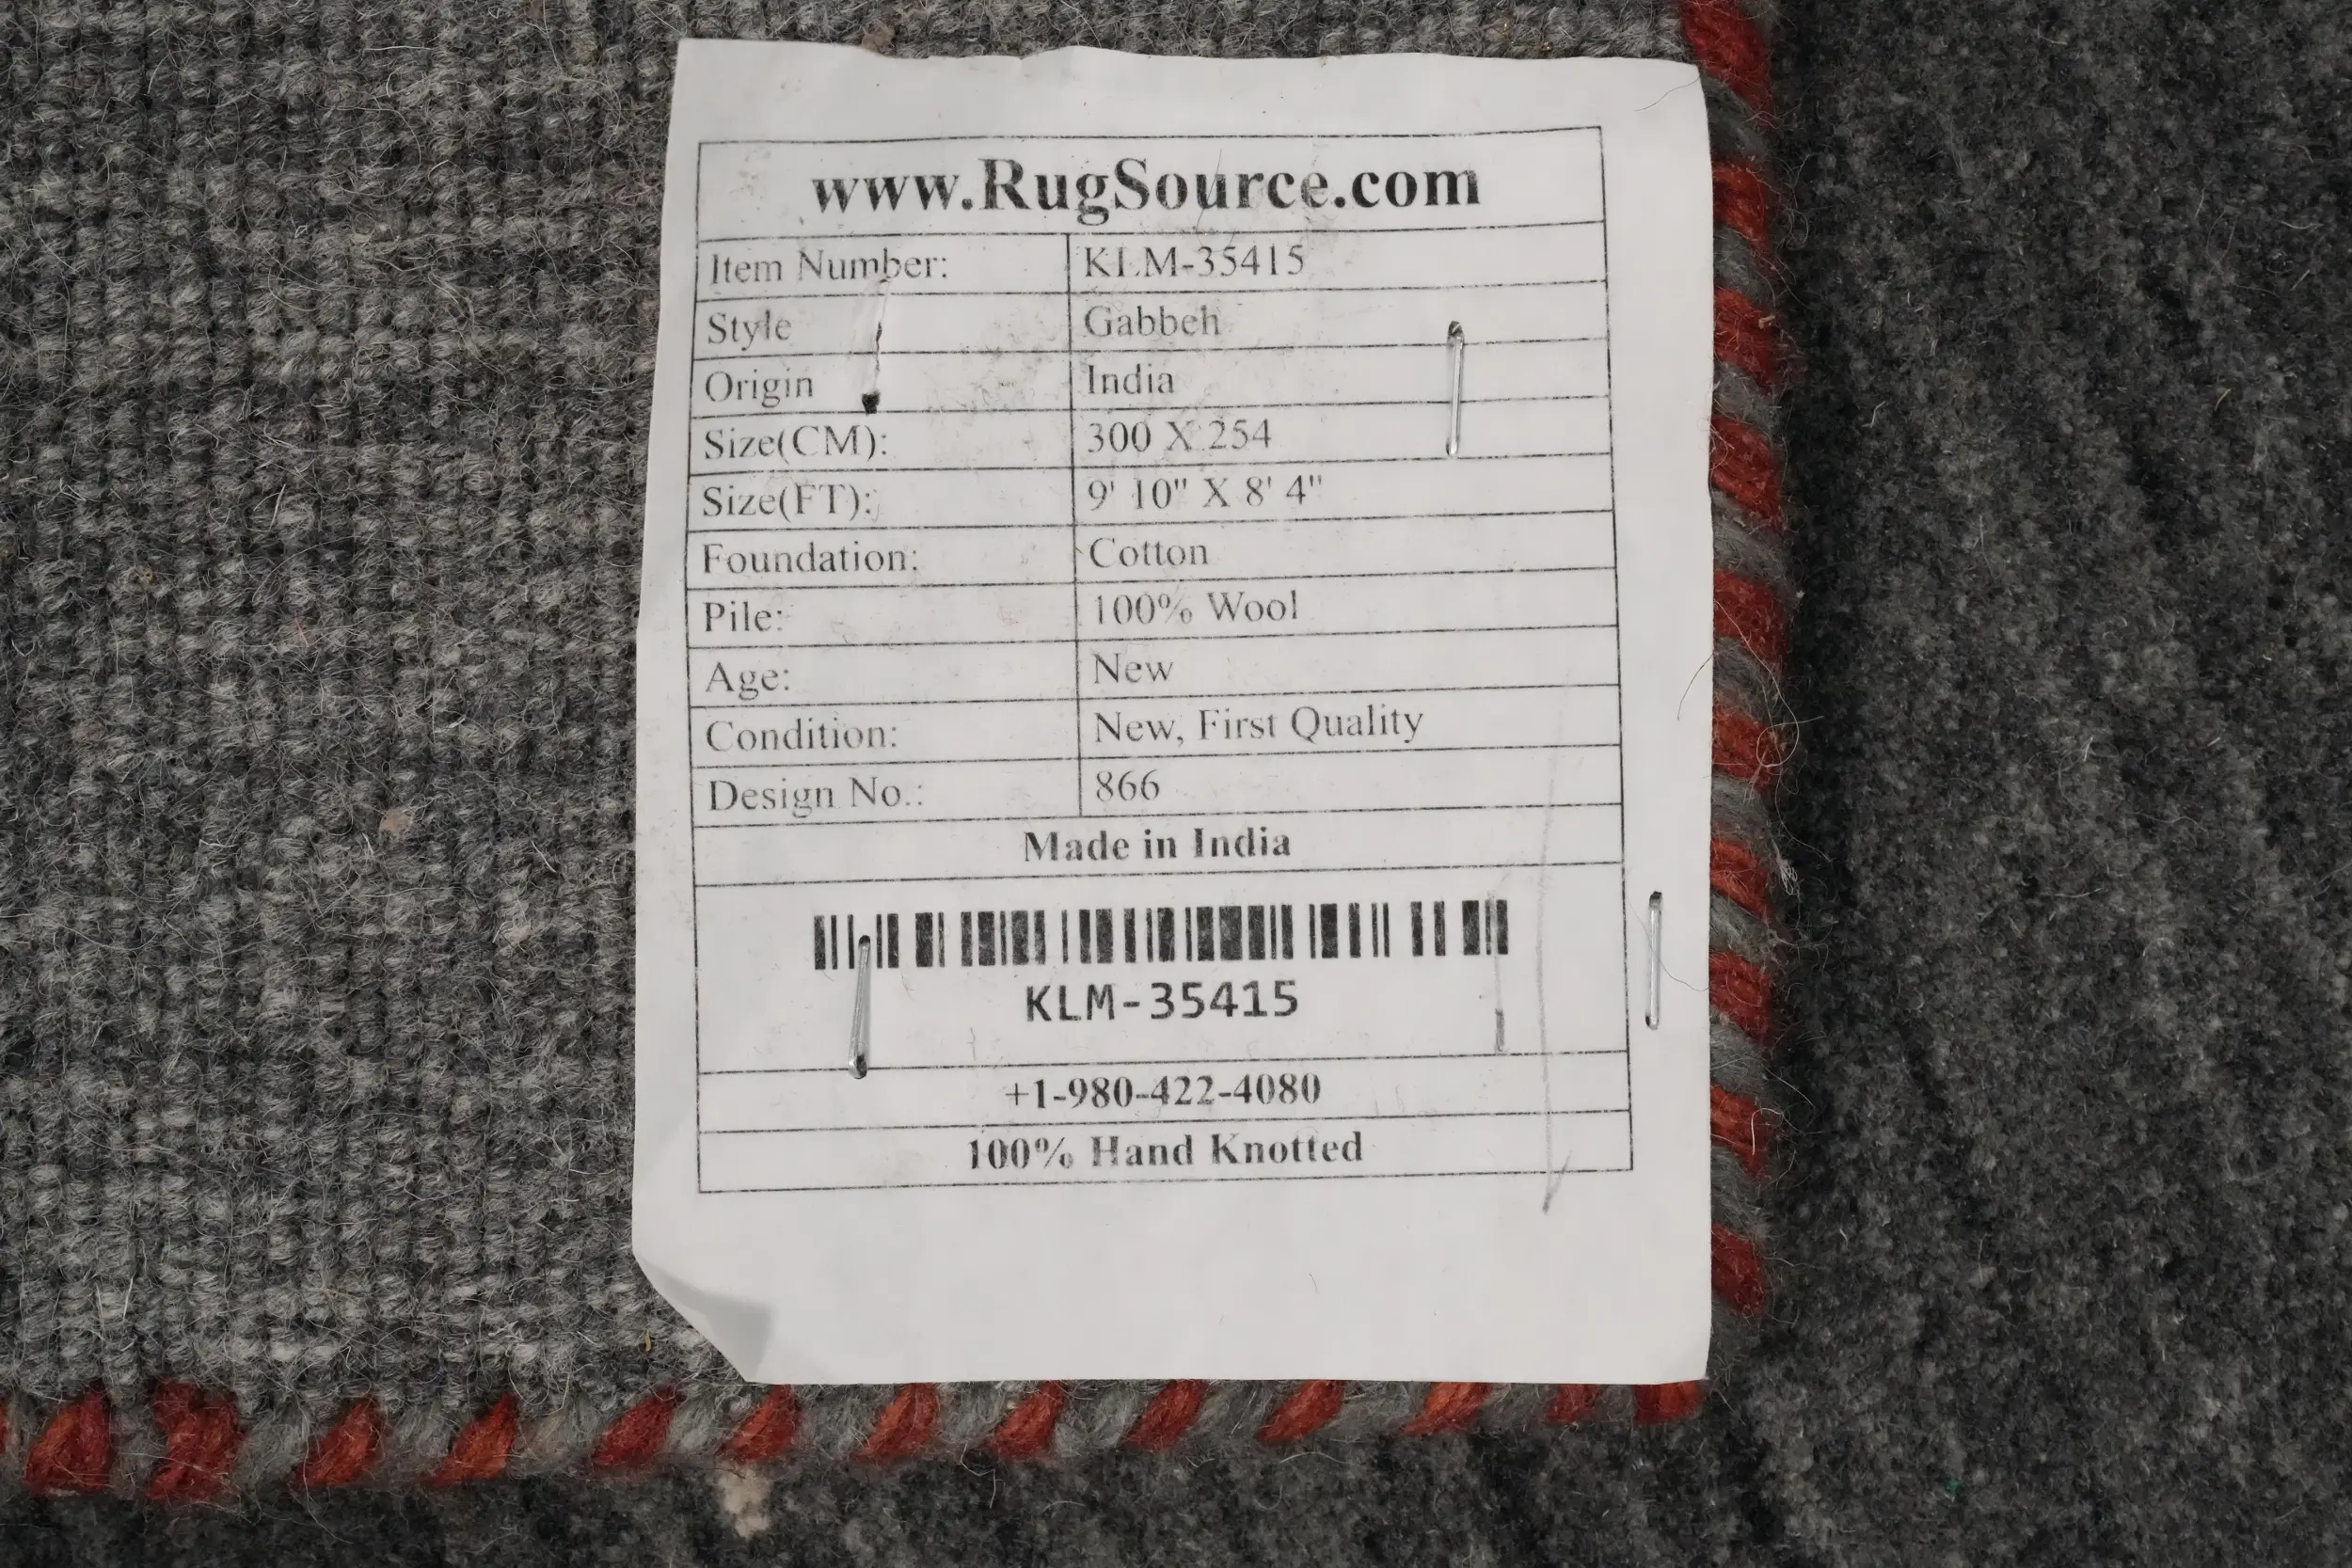 www.RugSource.com
Item Number: KLM-35415
Style Gabbeh
Origin India
Size(CM): 300 X 254
Size(FT): 9' 10" X 8' 4"
Foundation: Cotton
Pile: 100% Wool
Age: New
Condition: New, First Quality
Design No.: 866
Made in India
KLM-35415
+1-980-422-4080
100% Hand Knotted